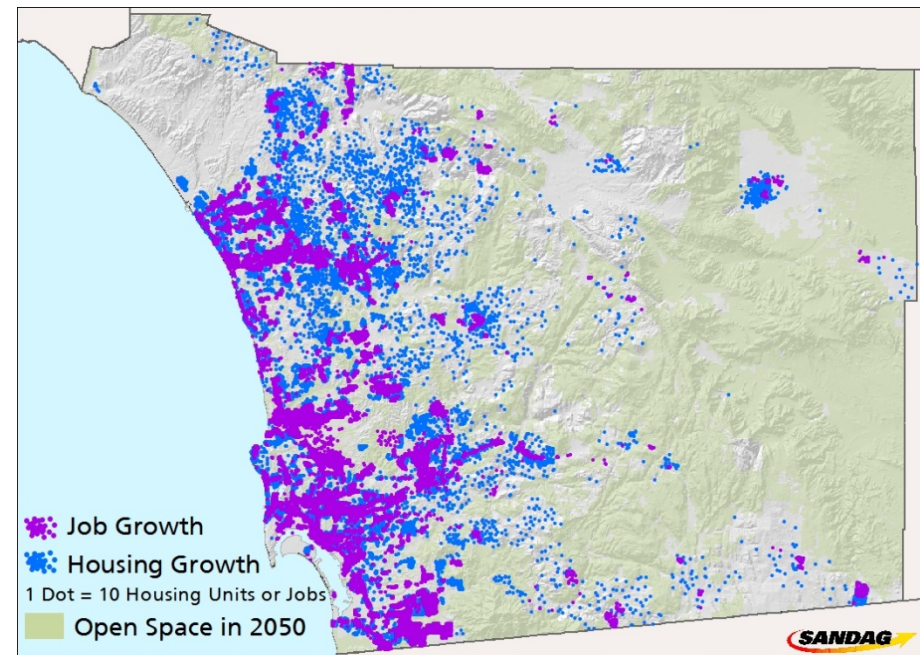 Job Growth
Housing Growth
1 Dot = 10 Housing Units or Jobs
Open Space in 2050
SANDAG